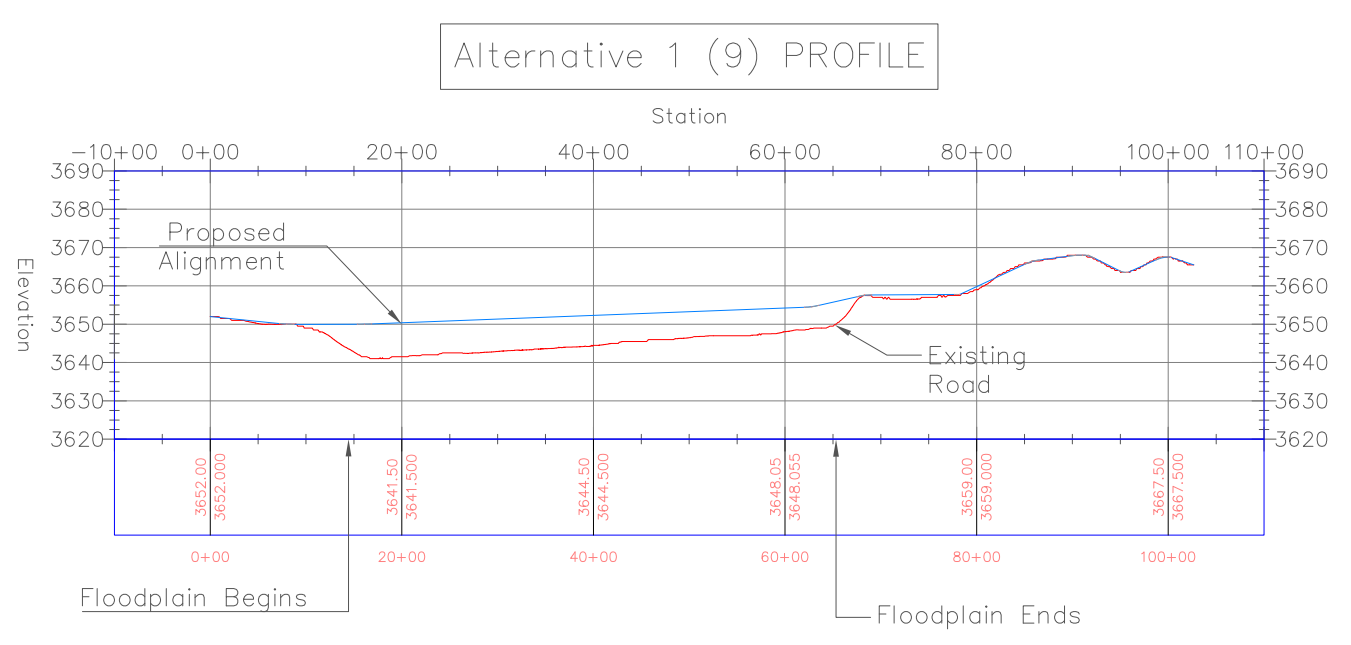 Alternative 1 (9) PROFILE
Station
-10+00 0+00 20+00 40+00 60+00 80+00 100+00 110+00
3690 3690
3680 3680
Proposed
3670 3670
Alignment
3660 3660
Elevation
3650 3650
Existing
3640 3640
Road
3630 3630
3620 3620
3652.00 3641.50 3644.50 3648.05 3659.00 3667.50
3652.000 3641.500 3644.500 3648.055 3659.000 3667.500
0+00 20+00 40+00 60+00 80+00 100+00
Floodplain Begins
Floodplain Ends